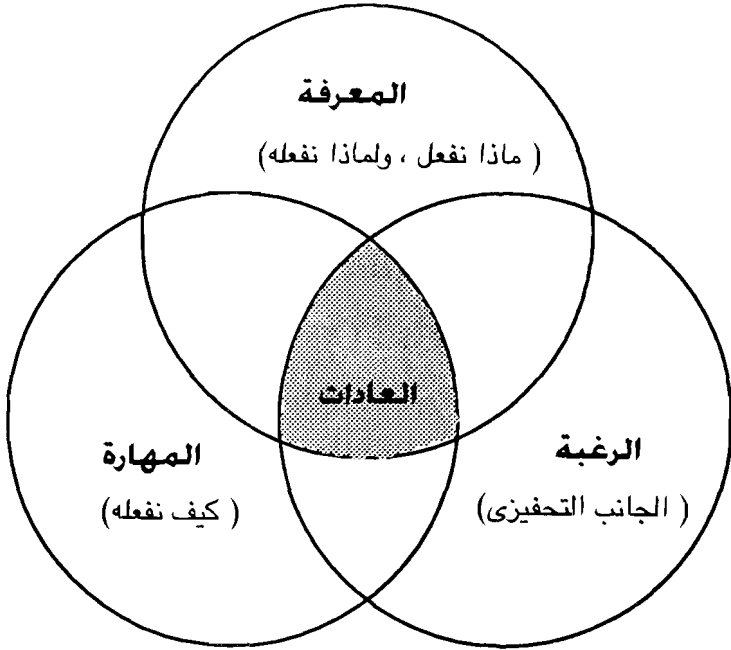 المعرفة
( ماذا نفعل ، ولماذا نفعله)
العادات
الرغبة
( الجانب التحفيزى)
المهارة
( كيف نفعله)